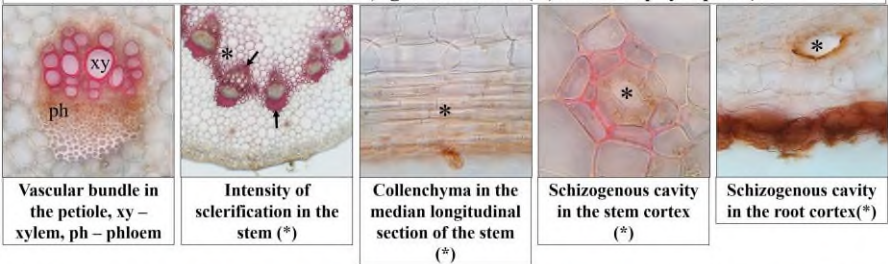 xy
ph
*
*
*
*
Vascular bundle in
the petiole, xy –
xylem, ph – phloem
Intensity of
sclerification in the
stem (*)
Collenchyma in the
median longitudinal
section of the stem
(*)
Schizogenous cavity
in the stem cortex
(*)
Schizogenous cavity
in the root cortex(*)